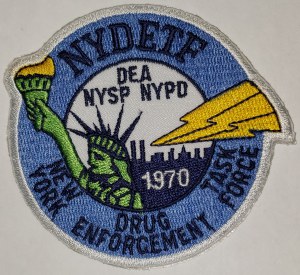 NYDETF
DEA
NYSP NYPD
1970
NEW YORK DRUG ENFORCEMENT TASK FORCE